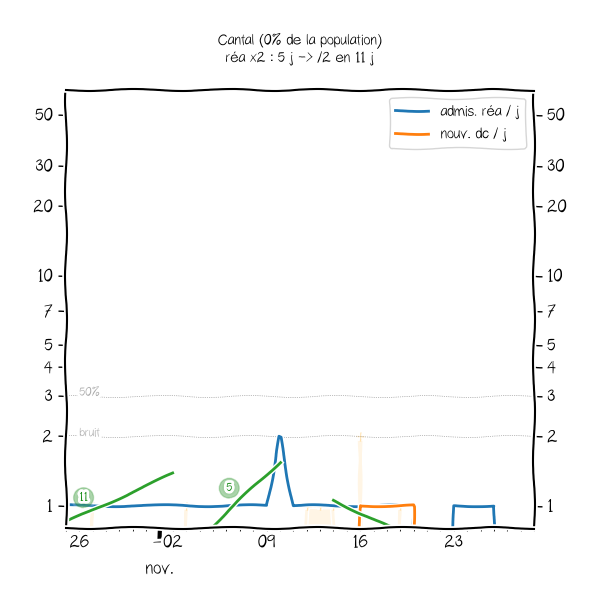 Cantal (0% de la population)
réa x2 : 5 j -> /2 en 11 j
admis. réa / j
nouv. dc / j
50 50
30 30
20 20
10 10
7 7
5 5
4 4
3 50% 3
2 bruit 2
11 5
1 1
26 02 09 16 23
nov.